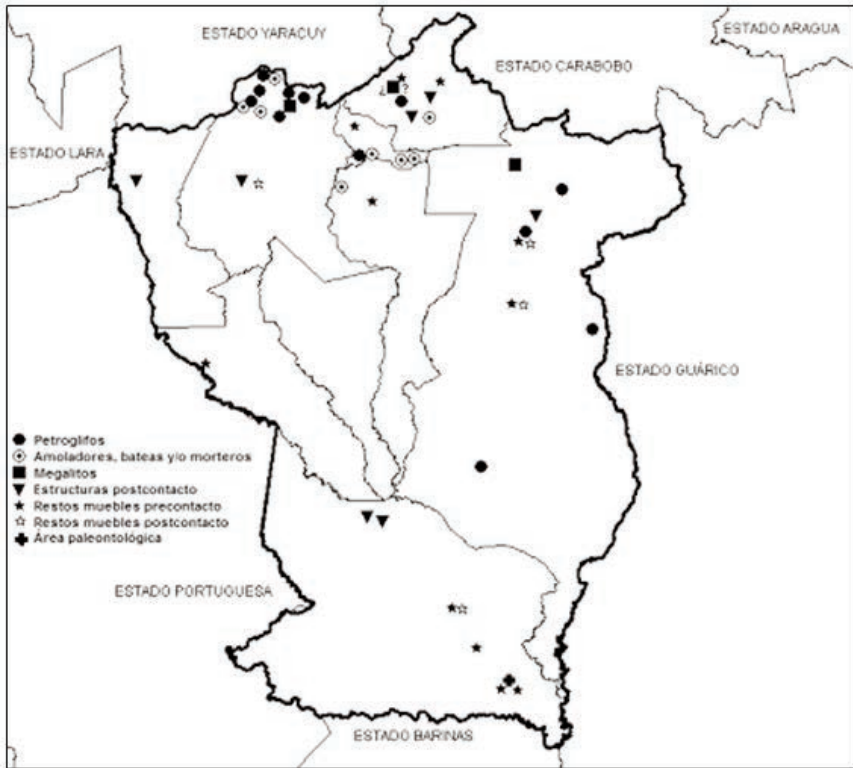 ESTADO YARACUY
ESTADO ARAGUA
ESTADO CARABOBO
¿ ?
ESTADO LARA
ESTADO GUÁRICO
Petroglifos
Amoladores, bateas y/o morteros
Megalitos
Estructuras postcontacto
Restos muebles precontacto
Restos muebles postcontacto
Área paleontológica
ESTADO PORTUGUESA
ESTADO BARINAS